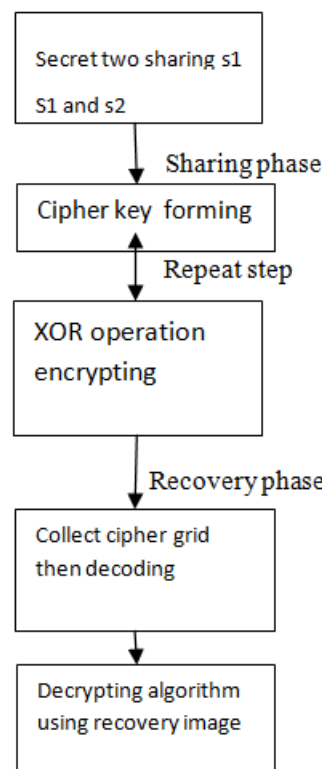 Secret two sharing s1
S1 and s2
Sharing phase
Cipher key forming
Repeat step
XOR operation
encrypting
Recovery phase
Collect cipher grid
then decoding
Decrypting algorithm
using recovery image